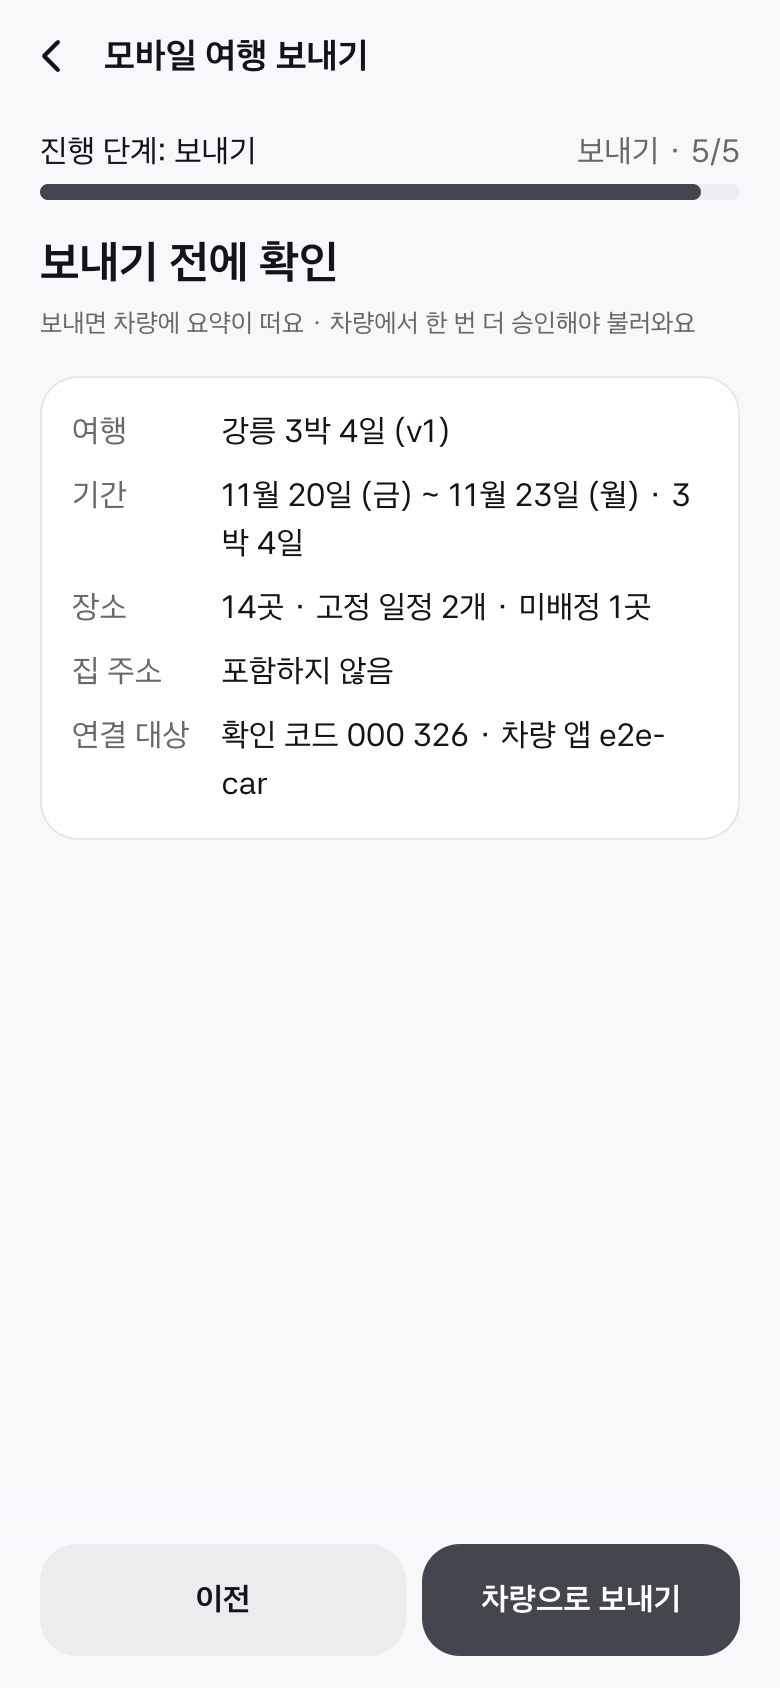 모바일 여행 보내기
진행 단계: 보내기
보내기 · 5/5
보내기 전에 확인
보내면 차량에 요약이 떠요 · 차량에서 한 번 더 승인해야 불러와요
여행
강릉 3박 4일 (v1)
기간
11월 20일 (금) ~ 11월 23일 (월) · 3
박 4일
장소
14곳 · 고정 일정 2개 · 미배정 1곳
집 주소
포함하지 않음
연결 대상
확인 코드 000 326 · 차량 앱 e2e-
car
이전
차량으로 보내기